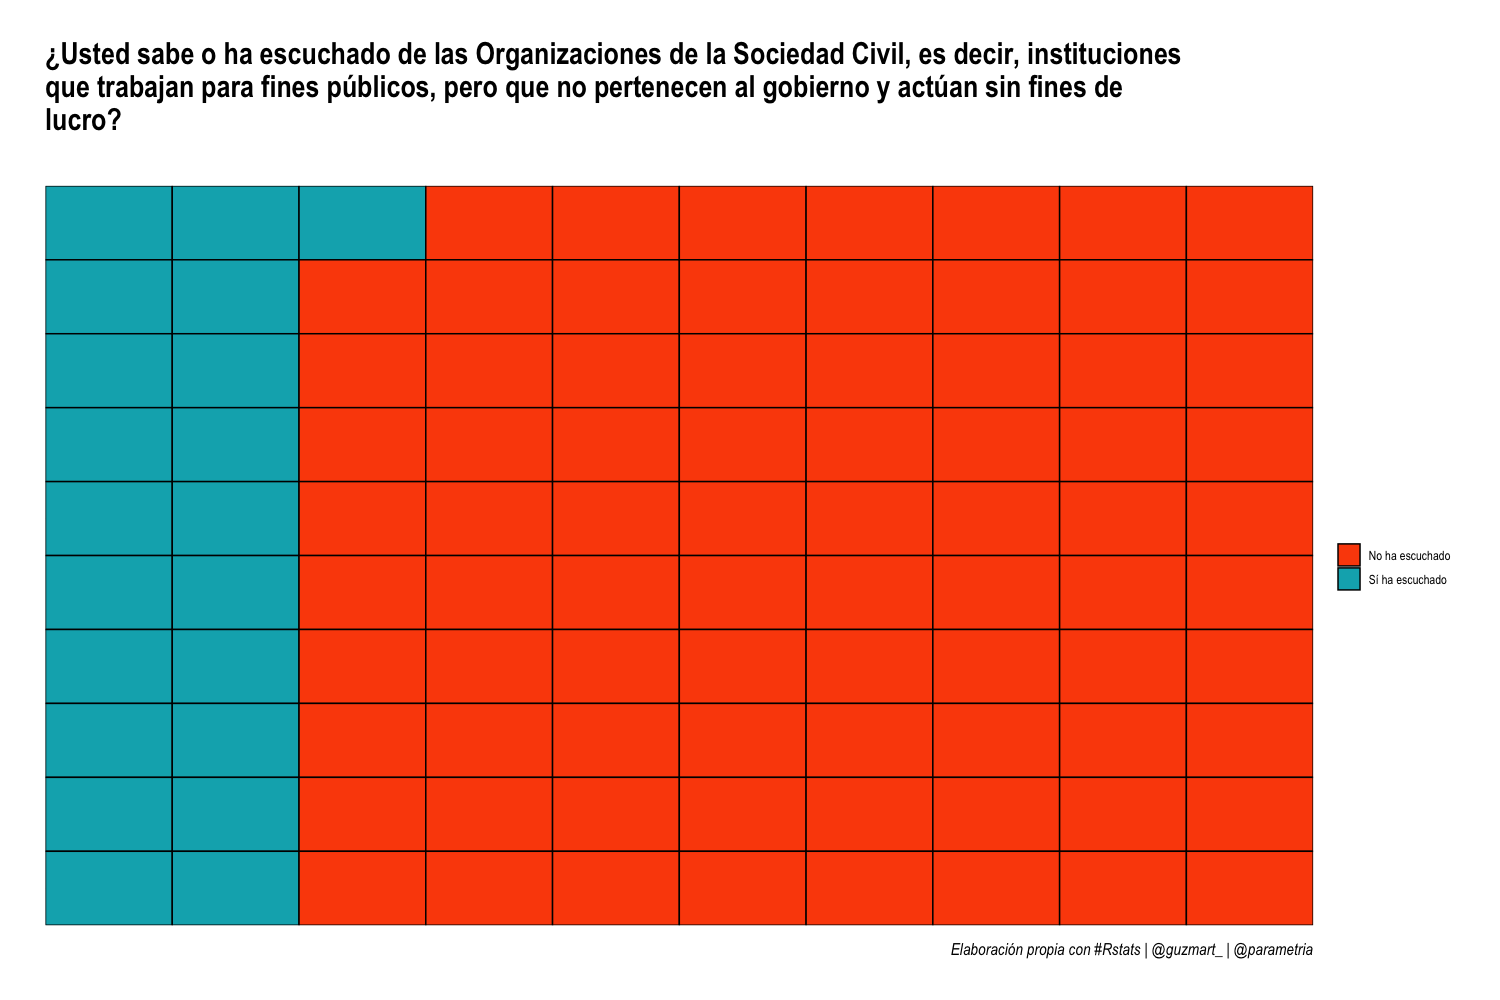 ¿Usted sabe o ha escuchado de las Organizaciones de la Sociedad Civil, es decir, instituciones
que trabajan para fines públicos, pero que no pertenecen al gobierno y actúan sin fines de
lucro?
No ha escuchado
Sí ha escuchado
Elaboración propia con #Rstats | @guzmart_ | @parametria